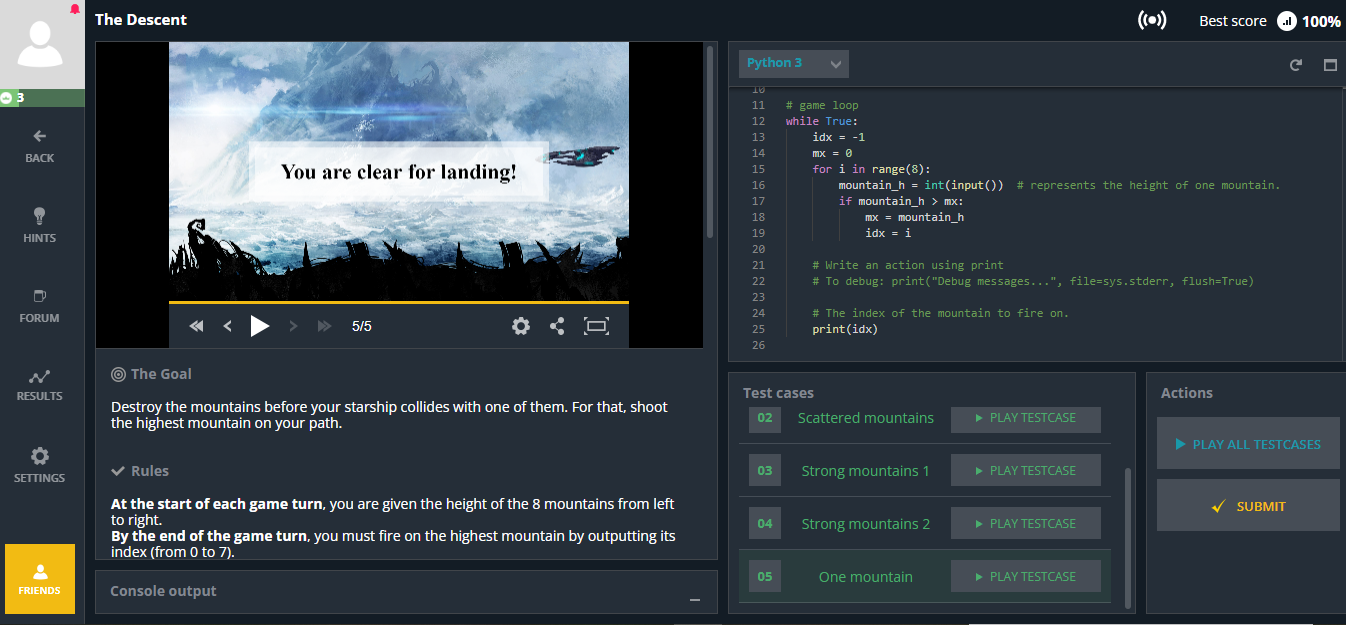 The Descent
Best score 100%
3
BACK
HINTS
FORUM
RESULTS
SETTINGS
FRIENDS
You are clear for landing!
5/5
The Goal
Destroy the mountains before your starship collides with one of them. For that, shoot
the highest mountain on your path.
Rules
At the start of each game turn, you are given the height of the 8 mountains from left
to right.
By the end of the game turn, you must fire on the highest mountain by outputting its
index (from 0 to 7).
Console output
Python 3
10
11 # game loop
12 while True:
13 idx = -1
14 mx = 0
15 for i in range(8):
16 mountain_h = int(input())  # represents the height of one mountain.
17 if mountain_h > mx:
18 mx = mountain_h
19 idx = i
20
21 # Write an action using print
22 # To debug: print("Debug messages...", file=sys.stderr, flush=True)
23
24 # The index of the mountain to fire on.
25 print(idx)
26
Test cases
02 Scattered mountains PLAY TESTCASE
03 Strong mountains 1 PLAY TESTCASE
04 Strong mountains 2 PLAY TESTCASE
05 One mountain PLAY TESTCASE
Actions
PLAY ALL TESTCASES
SUBMIT